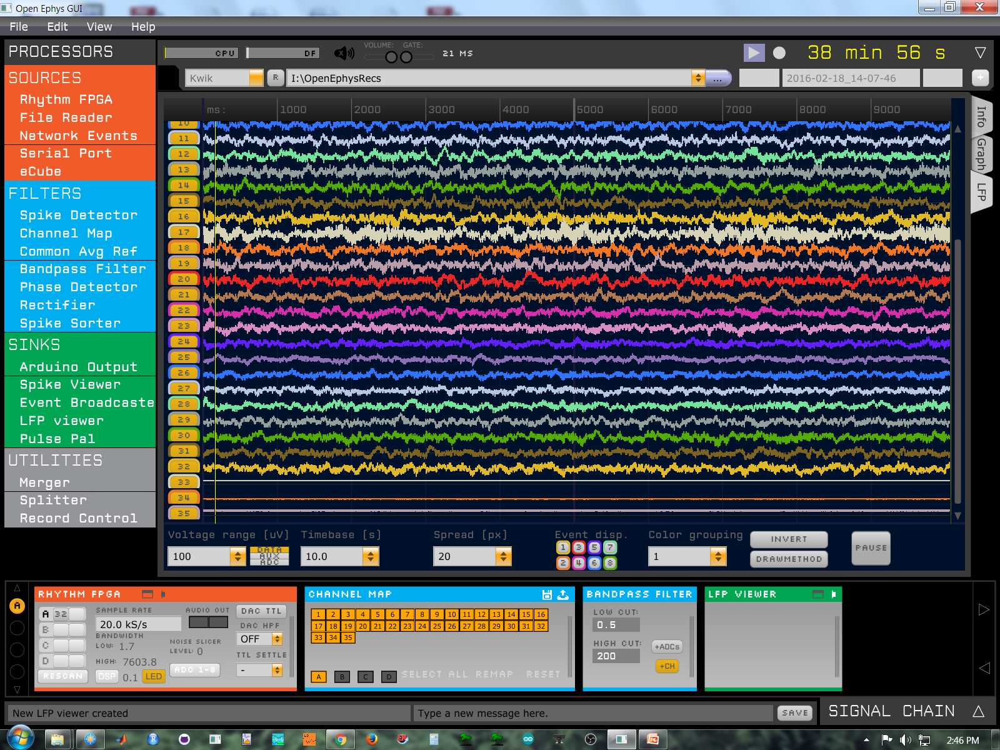 Open Ephys GUI
File Edit View Help
PROCESSORS
SOURCES
Rhythm FPGA
File Reader
Network Events
Serial Port
eCube
FILTERS
Spike Detector
Channel Map
Common Avg Ref
Bandpass Filter
Phase Detector
Rectifier
Spike Sorter
SINKS
Arduino Output
Spike Viewer
Event Broadcaste
LFP viewer
Pulse Pal
UTILITIES
Merger
Splitter
Record Control
CPU DF VOLUME: GATE: 21 MS 38 min 56 s
Kwik R I:\OpenEphysRecs ... 2016-02-18_14-07-46 +
Info
Graph
LFP
ms: 1000 2000 3000 4000 5000 6000 7000 8000 9000
10
11
12
13
14
15
16
17
18
19
20
21
22
23
24
25
26
27
28
29
30
31
32
33
34
35
Voltage range (uV) Timebase (s) Spread (px) Event disp. Color grouping
100 DATA AUX ADC 10.0 20 1 3 5 7 1 INVERT PAUSE
2 4 6 8 DRAWMETHOD
RHYTHM FPGA
A 32 SAMPLE RATE AUDIO OUT DAC TTL
B 20.0 kS/s DAC HPF
C BANDWIDTH NOISE SLICER OFF
LOW: 1.7 LEVEL: 0 TTL SETTLE
D HIGH: 7603.8 ADC 1-8 -
RESCAN DSP 0.1 LED
CHANNEL MAP
1 2 3 4 5 6 7 8 9 10 11 12 13 14 15 16
17 18 19 20 21 22 23 24 25 26 27 28 29 30 31 32
33 34 35
A B C D SELECT ALL REMAP RESET
BANDPASS FILTER
LOW CUT:
0.5
HIGH CUT: +ADCs
200 +CH
LFP VIEWER
A
New LFP viewer created Type a new message here. SAVE SIGNAL CHAIN
2:46 PM